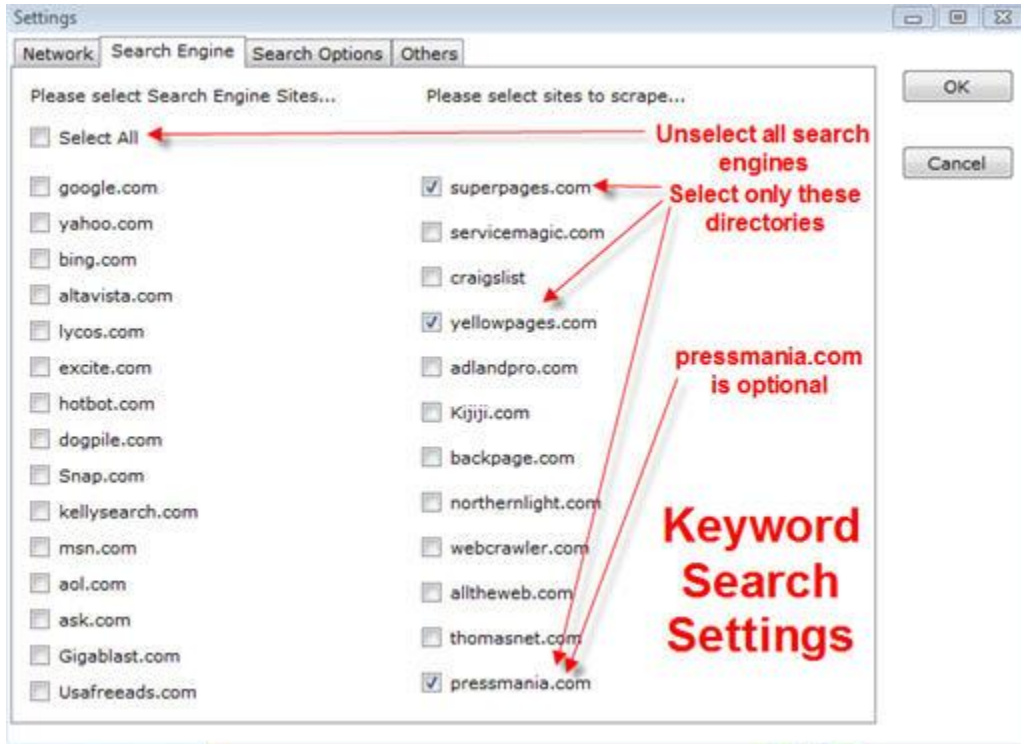 Settings
Network Search Engine Search Options Others
Please select Search Engine Sites...
Select All
google.com
yahoo.com
bing.com
altavista.com
lycos.com
excite.com
hotbot.com
dogpile.com
Snap.com
kellysearch.com
msn.com
aol.com
ask.com
Gigablast.com
Usafreeads.com
Please select sites to scrape...
superpages.com
servicemagic.com
craigslist
yellowpages.com
adlandpro.com
Kijiji.com
backpage.com
northernlight.com
webcrawler.com
alltheweb.com
thomasnet.com
pressmania.com
Unselect all search
engines
Select only these
directories
pressmania.com
is optional
Keyword
Search
Settings
OK
Cancel